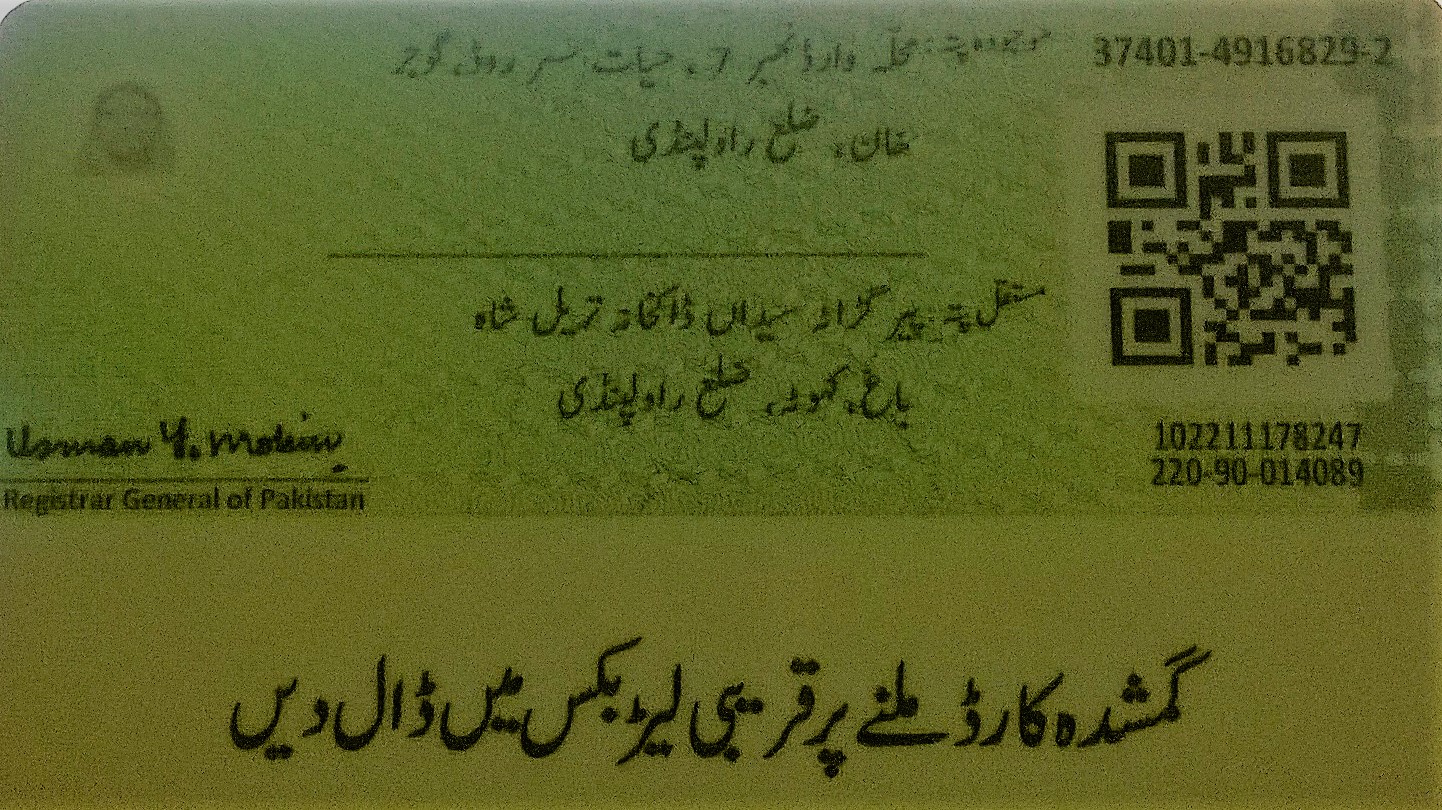 37401-4916829-2
موجودہ پتہ: محلہ وارڈ نمبر 7، حیات سر روڈ، گوجر
خان، ضلع راولپنڈی
مستقل پتہ: پیر گراٹہ سیداں ڈاکخانہ نڑیل شاہ
باغ، کہوٹہ، ضلع راولپنڈی
102211178247
220-90-014089
Usman Y. Mobin
Registrar General of Pakistan
گمشدہ کارڈ ملنے پر قریبی لیٹر بکس میں ڈال دیں